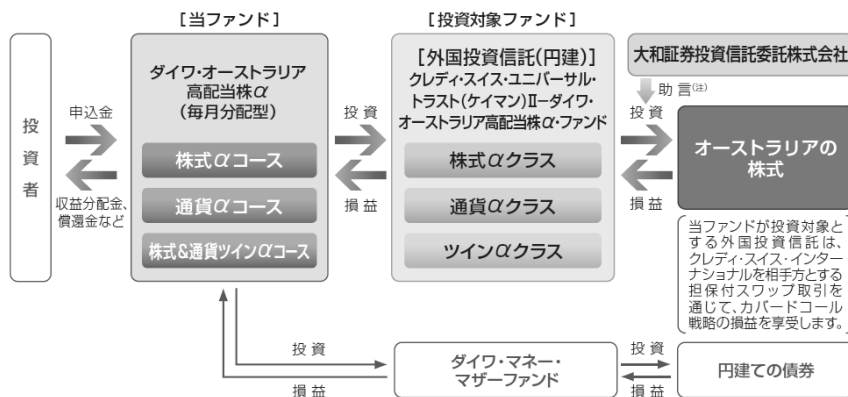 [当ファンド]
[投資対象ファンド]
投資者
申込金
収益分配金、
償還金など
ダイワ・オーストラリア
高配当株α
(毎月分配型)
株式αコース
通貨αコース
株式&通貨ツインαコース
投 資
損 益
[外国投資信託(円建)]
クレディ・スイス・ユニバーサル・
トラスト(ケイマン)Ⅱ－ダイワ・
オーストラリア高配当株α・ファンド
株式αクラス
通貨αクラス
ツインαクラス
大和証券投資信託委託株式会社
助 言(注)
投 資
損 益
オーストラリアの
株式
当ファンドが投資対象と
する外国投資信託は、
クレディ・スイス・インター
ナショナルを相手方とする
担保付スワップ取引を
通じて、カバードコール
戦略の損益を享受します。
投 資
損 益
ダイワ・マネー・
マザーファンド
投 資
損 益
円建ての債券